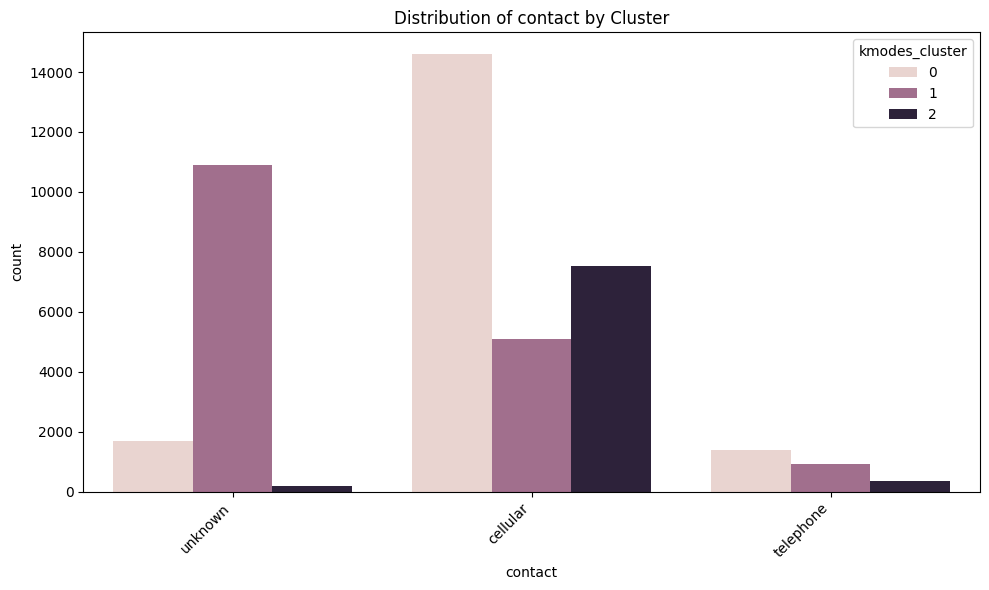 Distribution of contact by Cluster
kmodes_cluster
0
1
2
14000
12000
10000
8000
6000
4000
2000
0
count
unknown
cellular
telephone
contact